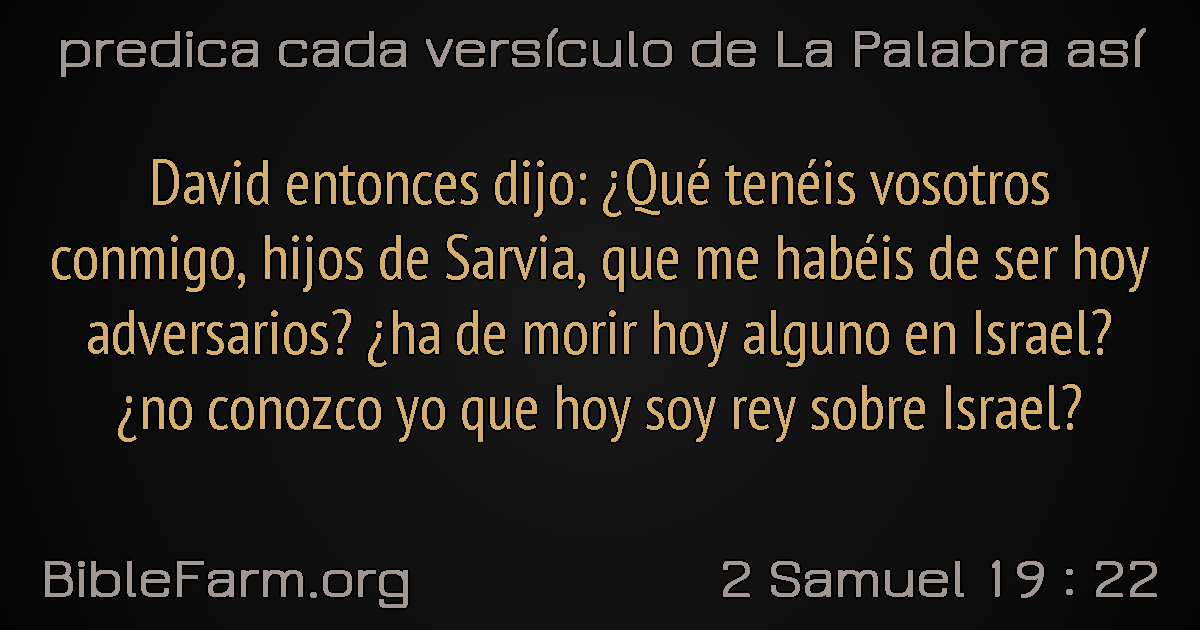 predica cada versículo de La Palabra así
David entonces dijo: ¿Qué tenéis vosotros
conmigo, hijos de Sarvia, que me habéis de ser hoy
adversarios? ¿ha de morir hoy alguno en Israel?
¿no conozco yo que hoy soy rey sobre Israel?
BibleFarm.org
2 Samuel 19 : 22